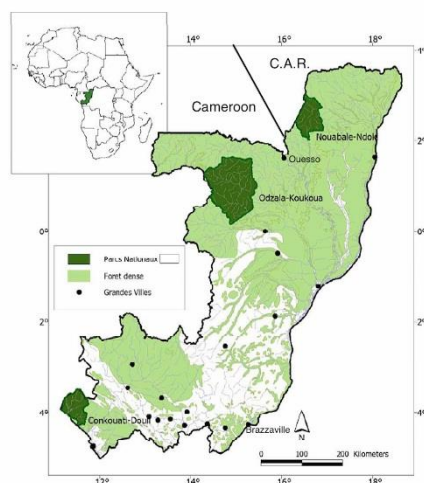 14°
16°
18°
C.A.R.
Cameroon
Nouabale-Ndoki
Ouesso
Odzala-Koukoua
0°
0°
Parcs Nationaux
Foret dense
Grandes Villes
2°
2°
4°
4°
Conkouati-Douli
Brazzaville
N
0 50 100 200 Kilometers
12°
14°
16°
18°